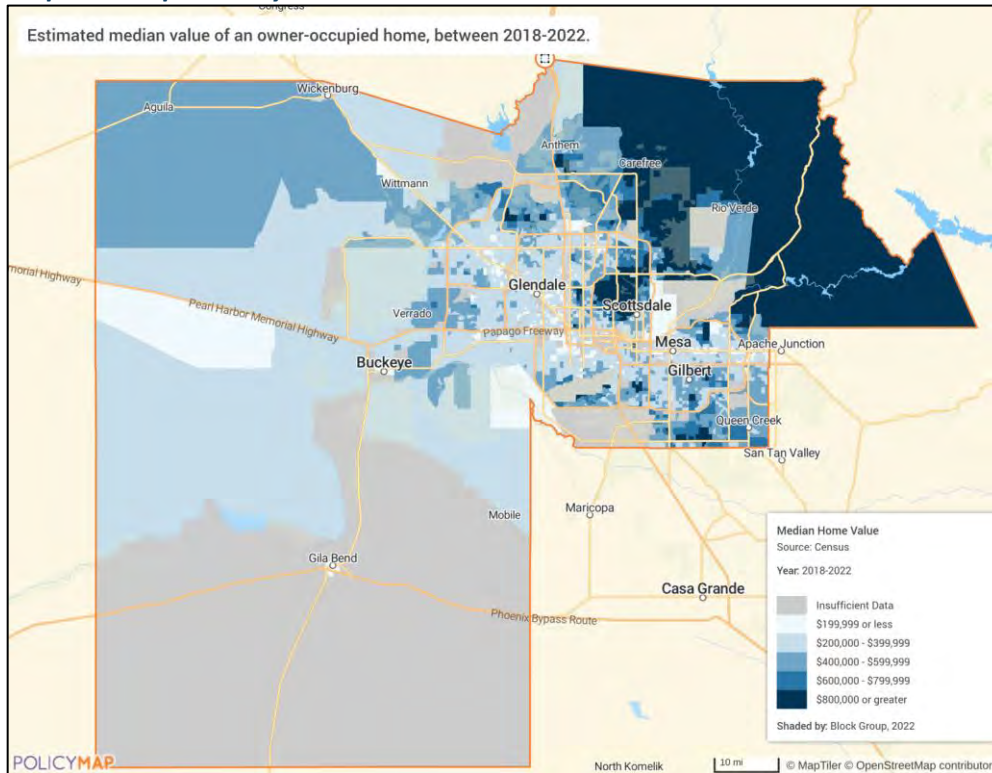 Congress
Estimated median value of an owner-occupied home, between 2018-2022.
Wickenburg
Aguila
Anthem
Carefree
Wittmann
Rio Verde
Glendale
Scottsdale
morial Highway
Pearl Harbor Memorial Highway
Verrado
Papago Freeway
Mesa
Apache Junction
Buckeye
Gilbert
Queen Creek
San Tan Valley
Mobile
Maricopa
Gila Bend
Casa Grande
Phoenix Bypass Route
Median Home Value
Source: Census
Year: 2018-2022
Insufficient Data
$199,999 or less
$200,000 - $399,999
$400,000 - $599,999
$600,000 - $799,999
$800,000 or greater
Shaded by: Block Group, 2022
POLICYMAP
North Komelik
10 mi
© MapTiler © OpenStreetMap contributor